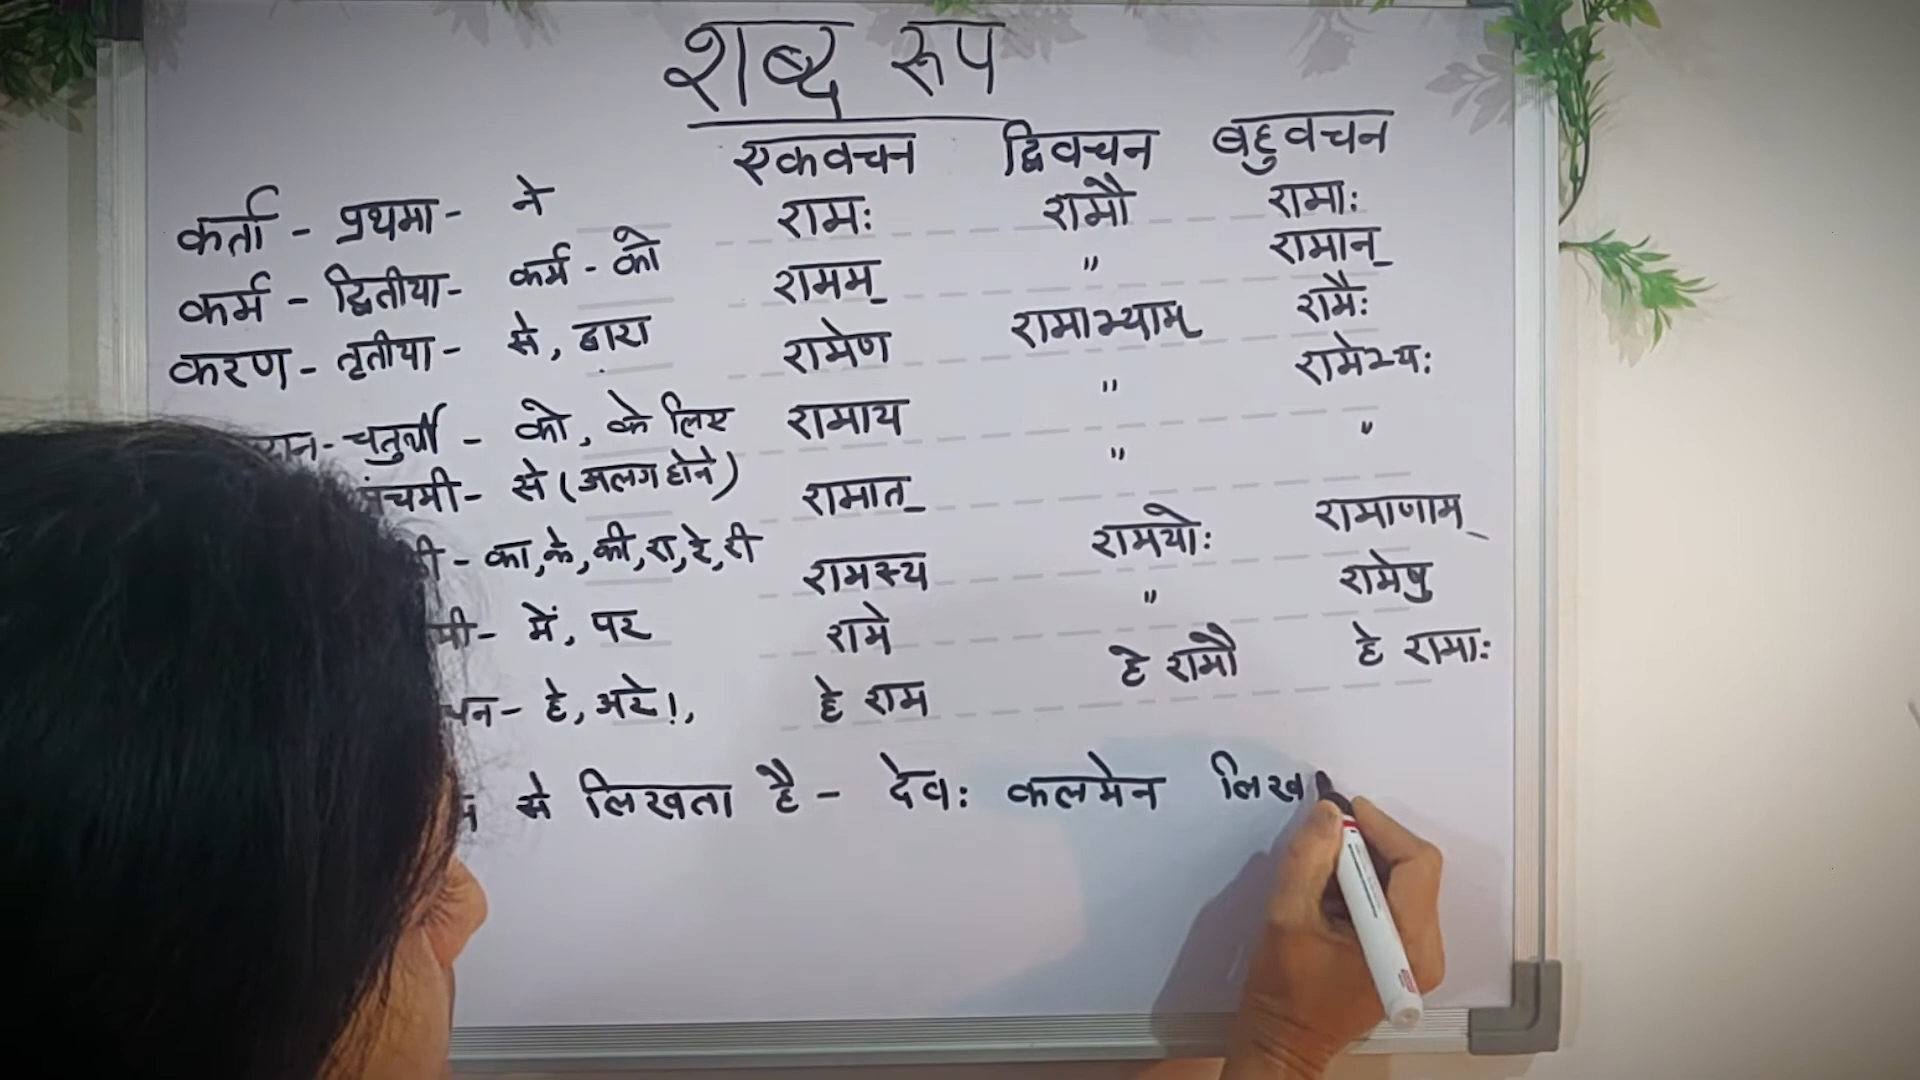 शब्द रूप
एकवचन द्विवचन बहुवचन
कर्ता - प्रथमा - ने रामः रामौ रामाः
कर्म - द्वितीया - कर्म - को रामम् " रामान्
करण - तृतीया - से, द्वारा रामेण रामाभ्याम् रामैः
चतुर्थी - को, के लिए रामाय " रामेभ्यः
से (अलग होने) रामात् " "
का, के, की, रा, रे, री रामस्य रामयोः रामाणाम्
में, पर रामे " रामेषु
हे, अरे!, हे राम हे रामौ हे रामाः
से लिखता है - देवः कलमेन लिख